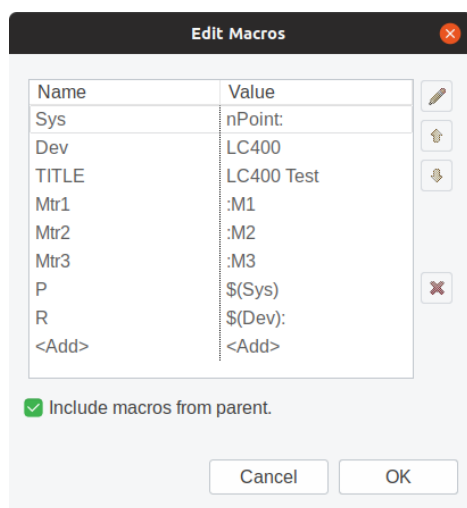 Edit Macros
Name Value
Sys nPoint:
Dev LC400
TITLE LC400 Test
Mtr1 :M1
Mtr2 :M2
Mtr3 :M3
P $(Sys)
R $(Dev):
<Add> <Add>
Include macros from parent.
Cancel OK